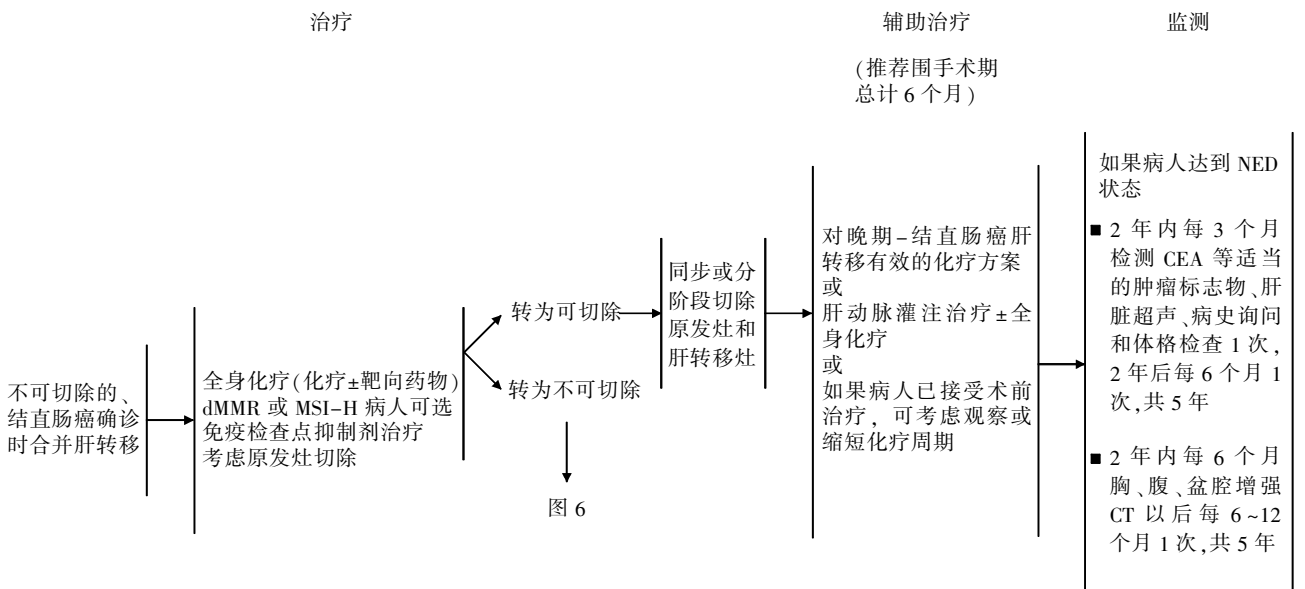 治疗
辅助治疗
监测
(推荐围手术期
总计 6 个月)
不可切除的、
结直肠癌确诊
时合并肝转移
全身化疗(化疗±靶向药物)
dMMR 或 MSI-H 病人可选
免疫检查点抑制剂治疗
考虑原发灶切除
转为可切除
转为不可切除
图 6
同步或分
阶段切除
原发灶和
肝转移灶
对晚期-结直肠癌肝
转移有效的化疗方案
或
肝动脉灌注治疗±全
身化疗
或
如果病人已接受术前
治疗，可考虑观察或
缩短化疗周期
如果病人达到 NED
状态
■ 2 年内每 3 个月
检测 CEA 等适当
的肿瘤标志物、肝
脏超声、病史询问
和体格检查 1 次,
2 年后每 6 个月 1
次,共 5 年
■ 2 年内每 6 个月
胸、腹、盆腔增强
CT 以后每 6~12
个月 1 次,共 5 年